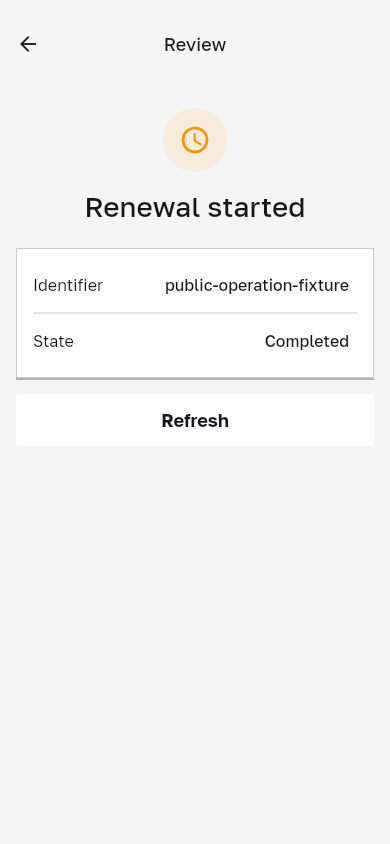 Review
Renewal started
Identifier public-operation-fixture
State Completed
Refresh